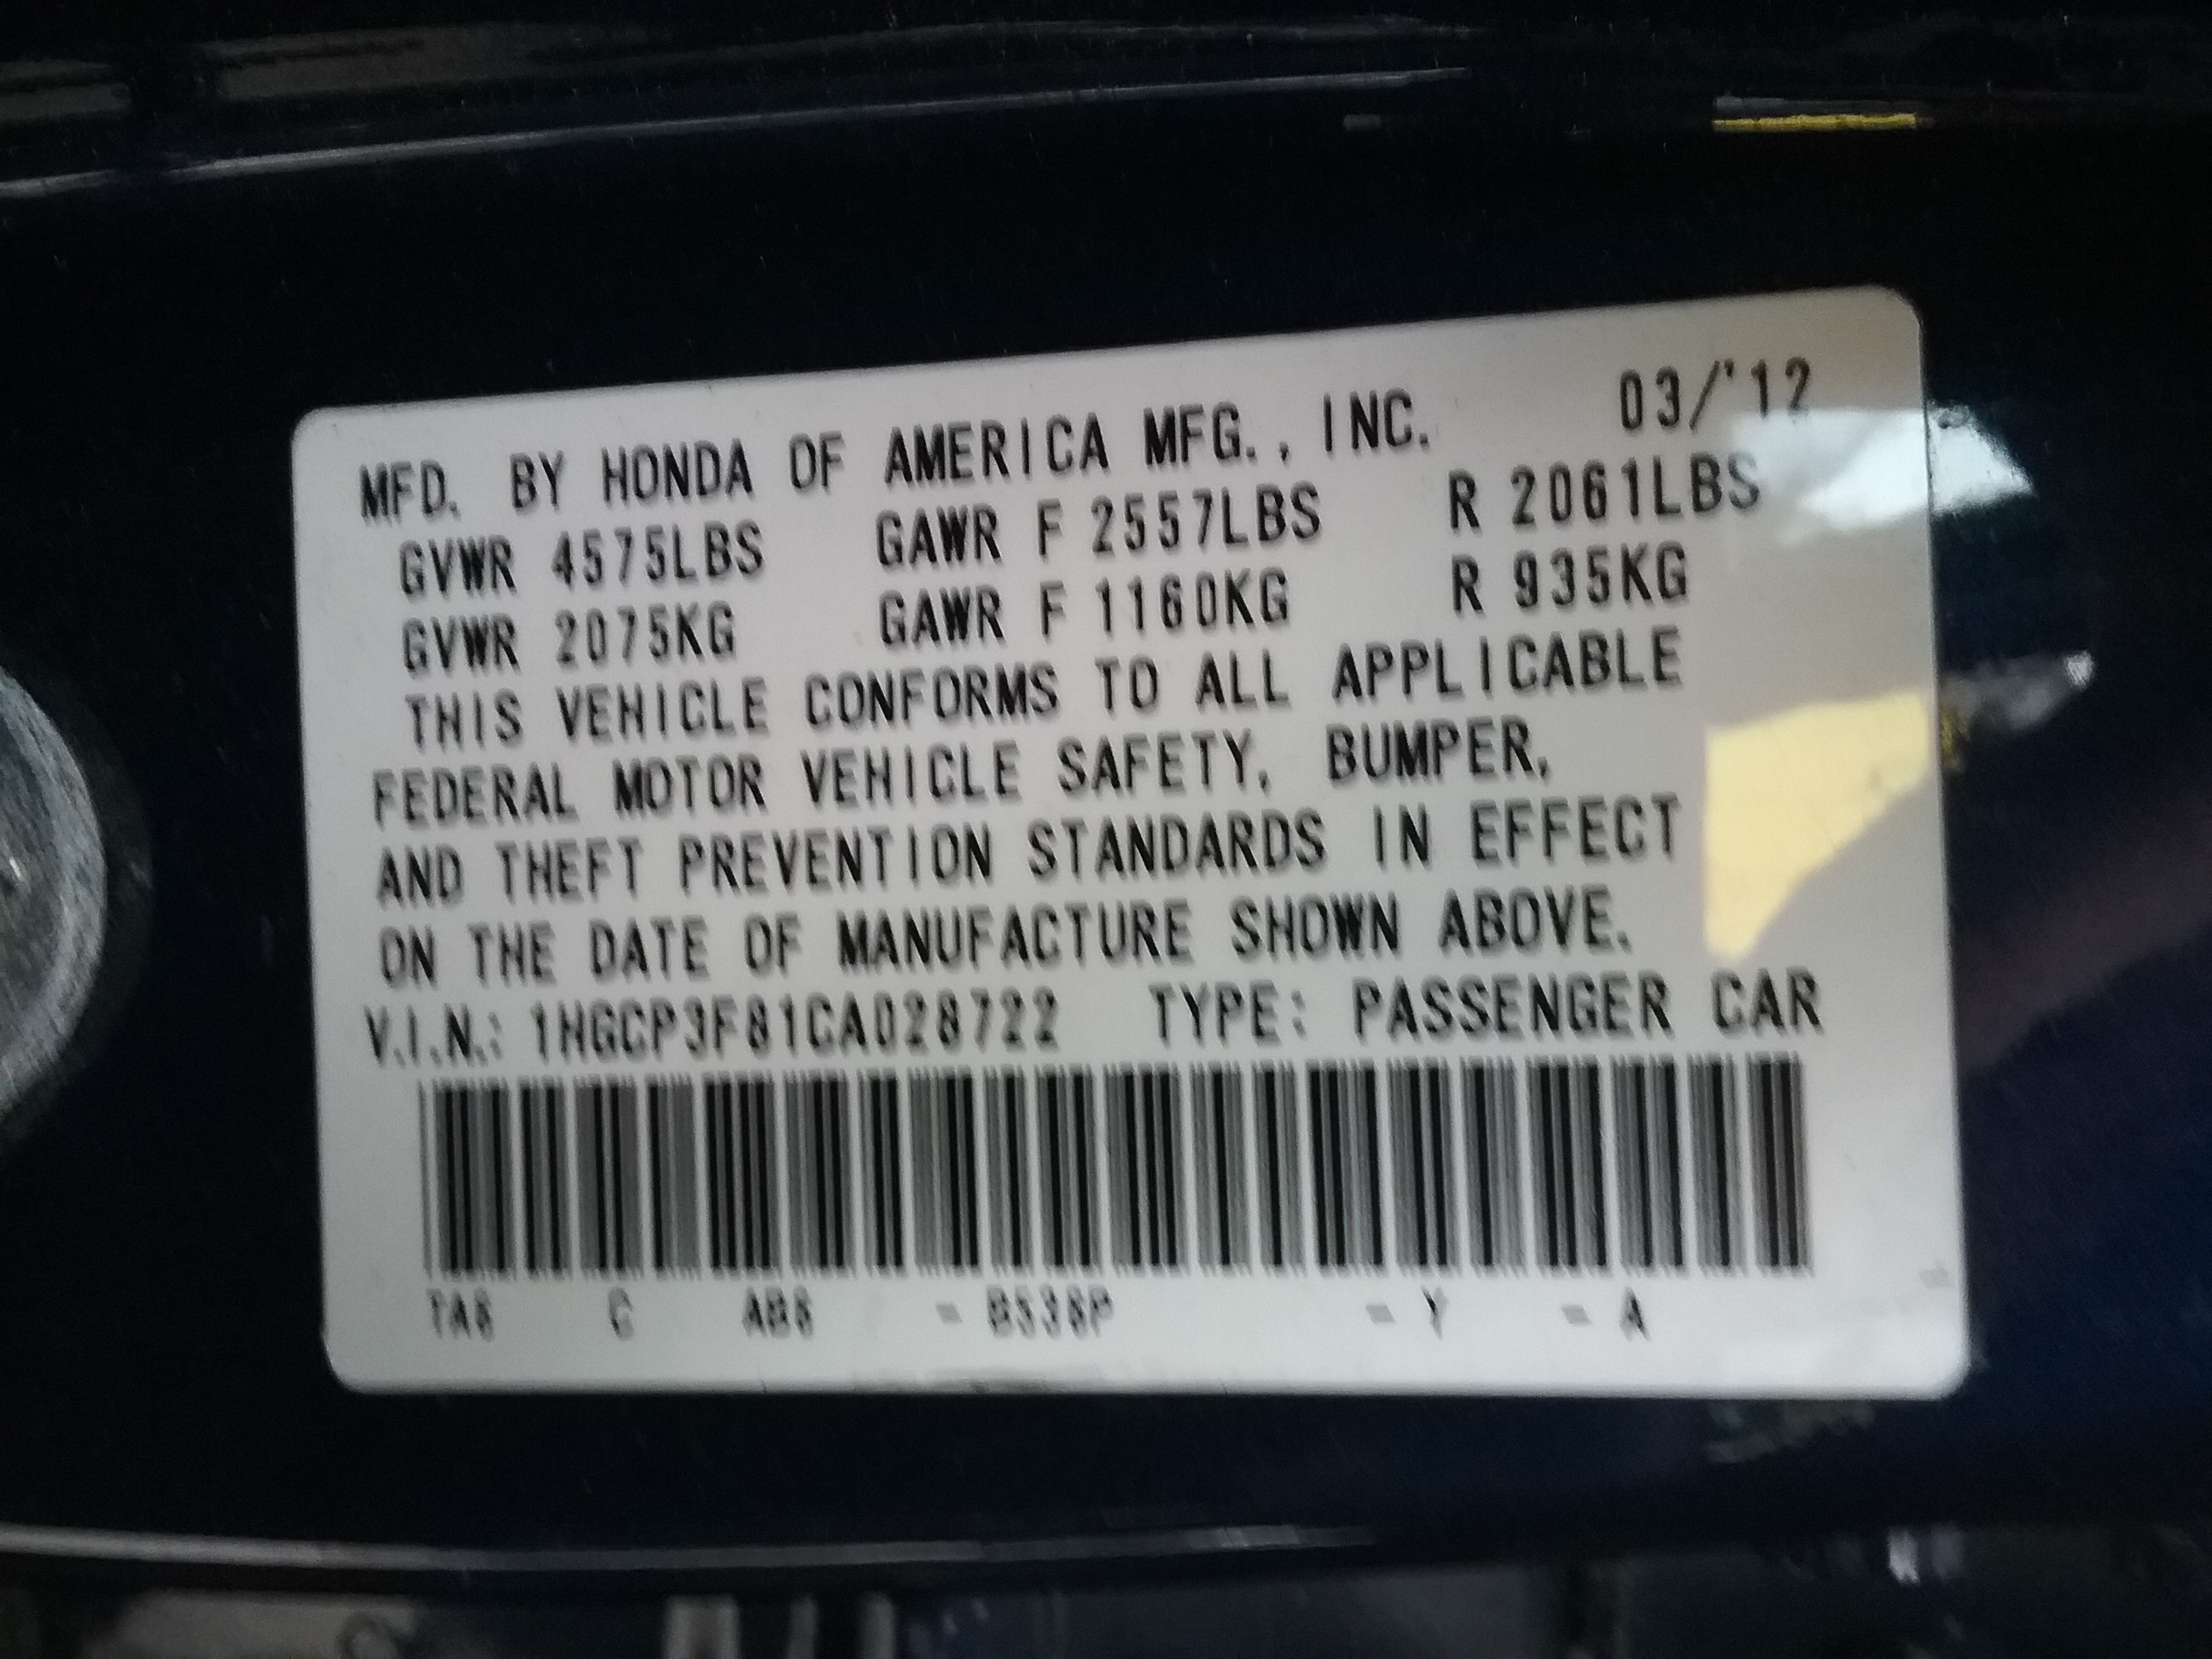 MFD. BY HONDA OF AMERICA MFG., INC. 03/'12
GVWR 4575LBS GAWR F 2557LBS R 2061LBS
GVWR 2075KG GAWR F 1160KG R 935KG
THIS VEHICLE CONFORMS TO ALL APPLICABLE
FEDERAL MOTOR VEHICLE SAFETY, BUMPER,
AND THEFT PREVENTION STANDARDS IN EFFECT
ON THE DATE OF MANUFACTURE SHOWN ABOVE.
V.I.N.: 1HGCP3F81CA028722 TYPE: PASSENGER CAR
C - - Y - A